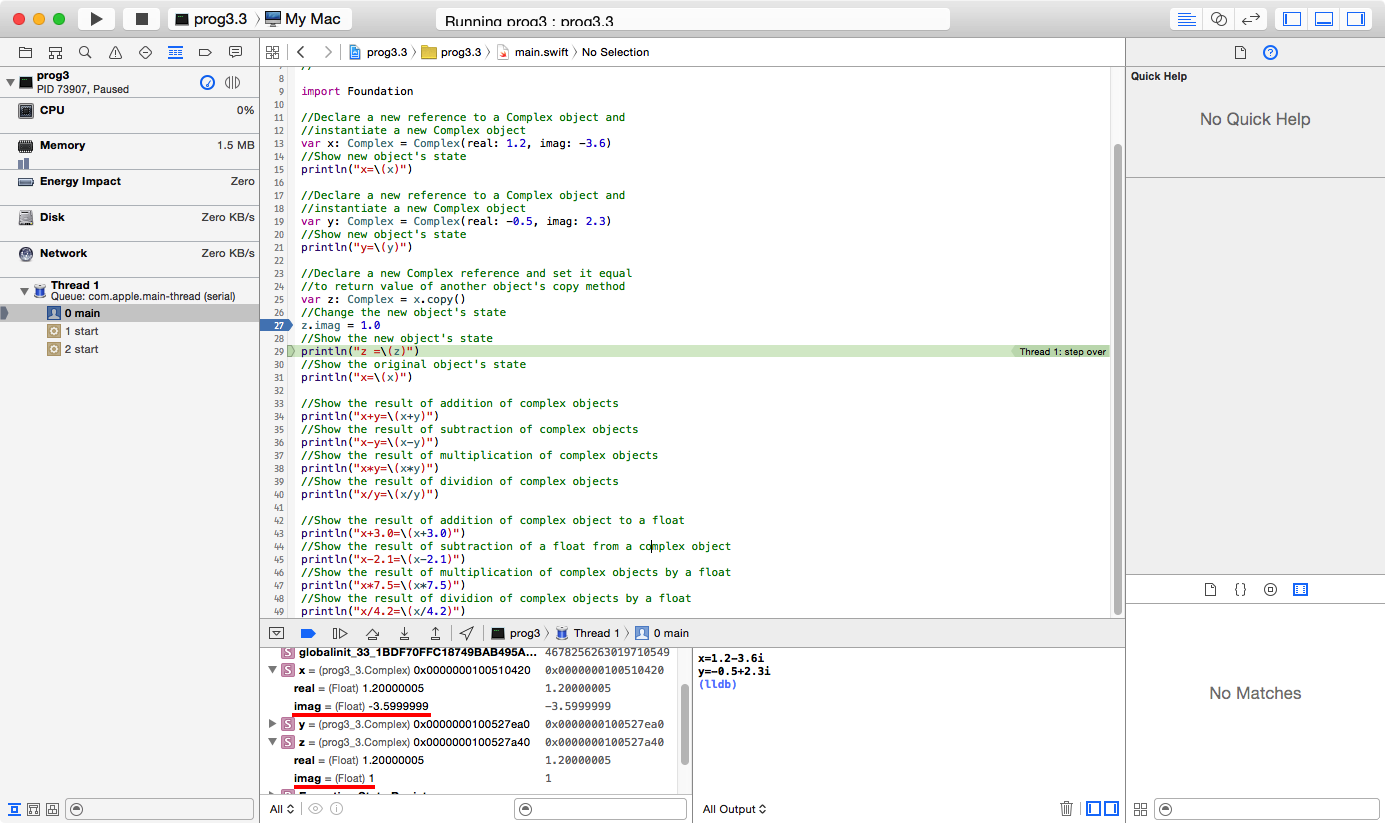 prog3.3 〉 My Mac
Running prog3 : prog3.3
prog3.3 〉 prog3.3 〉 main.swift 〉 No Selection
prog3
PID 73907, Paused
CPU 0%
Memory 1.5 MB
Energy Impact Zero
Disk Zero KB/s
Network Zero KB/s
Thread 1
Queue: com.apple.main-thread (serial)
0 main
1 start
2 start
//
8
9 import Foundation
10
11 //Declare a new reference to a Complex object and
12 //instantiate a new Complex object
13 var x: Complex = Complex(real: 1.2, imag: -3.6)
14 //Show new object's state
15 println("x=\(x)")
16
17 //Declare a new reference to a Complex object and
18 //instantiate a new Complex object
19 var y: Complex = Complex(real: -0.5, imag: 2.3)
20 //Show new object's state
21 println("y=\(y)")
22
23 //Declare a new Complex reference and set it equal
24 //to return value of another object's copy method
25 var z: Complex = x.copy()
26 //Change the new object's state
27 z.imag = 1.0
28 //Show the new object's state
29 println("z =\(z)") Thread 1: step over
30 //Show the original object's state
31 println("x=\(x)")
32
33 //Show the result of addition of complex objects
34 println("x+y=\(x+y)")
35 //Show the result of subtraction of complex objects
36 println("x-y=\(x-y)")
37 //Show the result of multiplication of complex objects
38 println("x*y=\(x*y)")
39 //Show the result of dividion of complex objects
40 println("x/y=\(x/y)")
41
42 //Show the result of addition of complex object to a float
43 println("x+3.0=\(x+3.0)")
44 //Show the result of subtraction of a float from a complex object
45 println("x-2.1=\(x-2.1)")
46 //Show the result of multiplication of complex objects by a float
47 println("x*7.5=\(x*7.5)")
48 //Show the result of dividion of complex objects by a float
49 println("x/4.2=\(x/4.2)")
prog3 〉 Thread 1 〉 0 main
S globalinit_33_1BDF70FFC18749BAB495A... 4678256263019710549
S x = (prog3_3.Complex) 0x0000000100510420 0x0000000100510420
real = (Float) 1.20000005 1.20000005
imag = (Float) -3.5999999 -3.5999999
S y = (prog3_3.Complex) 0x0000000100527ea0 0x0000000100527ea0
S z = (prog3_3.Complex) 0x0000000100527a40 0x0000000100527a40
real = (Float) 1.20000005 1.20000005
imag = (Float) 1 1
All
x=1.2-3.6i
y=-0.5+2.3i
(lldb)
All Output
Quick Help
No Quick Help
{}
No Matches